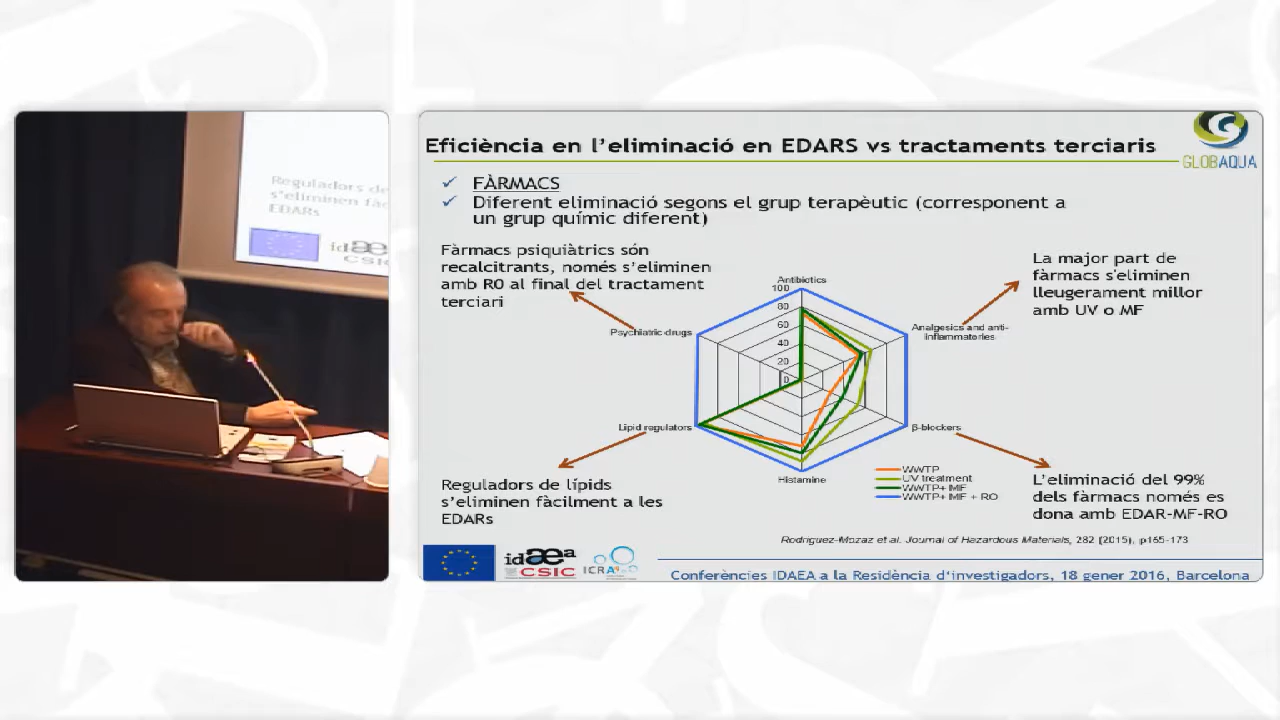 Reguladors de
s'eliminen fàc
EDARs
idæa
CSIC
Eficiència en l'eliminació en EDARS vs tractaments terciaris
GLOBAQUA
✓ FÀRMACS
✓ Diferent eliminació segons el grup terapèutic (corresponent a
un grup químic diferent)
Fàrmacs psiquiàtrics són
recalcitrants, només s'eliminen
amb RO al final del tractament
terciari
La major part de
fàrmacs s'eliminen
lleugerament millor
amb UV o MF
Antibiotics
100
80
60
40
20
0
Psychiatric drugs
Analgesics and anti-
inflammatories
Lipid regulators
β-blockers
Histamine
WWTP
UV treatment
WWTP+ MF
WWTP+ MF + RO
Reguladors de lípids
s'eliminen fàcilment a les
EDARs
L'eliminació del 99%
dels fàrmacs només es
dona amb EDAR-MF-RO
Rodriguez-Mozaz et al. Journal of Hazardous Materials, 282 (2015), p165-173
idæa
CSIC
ICRA
Conferències IDAEA a la Residència d'investigadors, 18 gener 2016, Barcelona